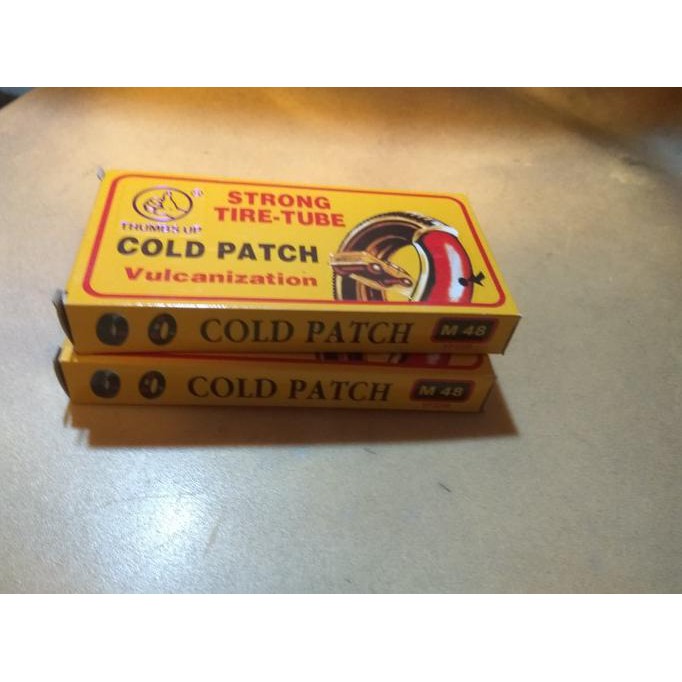 ®
THUMBS UP
STRONG
TIRE-TUBE
COLD PATCH
Vulcanization
COLD PATCH
M 48
COLD PATCH
M 48